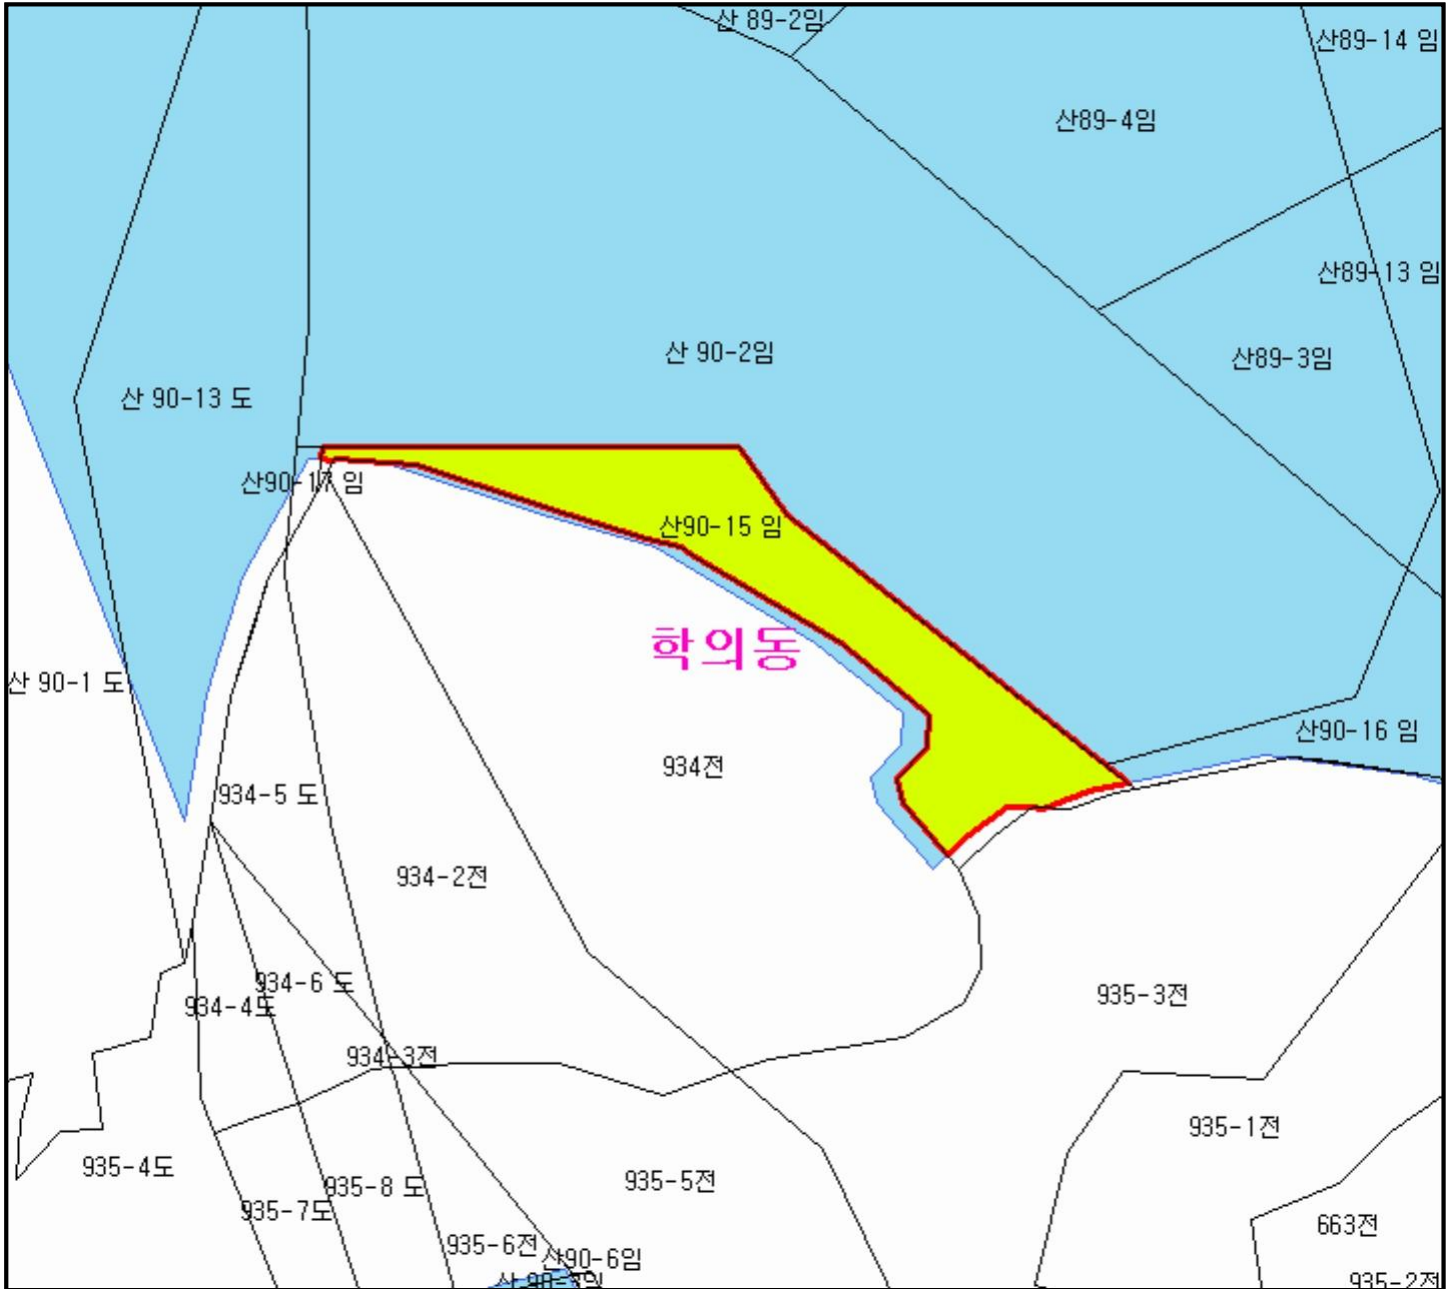 산 89-2임
산89-14 임
산89-4임
산89-13 임
산 90-2임
산89-3임
산 90-13 도
산90-17 임
산90-15 임
학의동
산 90-1 도
산90-16 임
934전
934-5 도
934-2전
934-6 도
934-4도
935-3전
934-3전
935-1전
935-4도
935-5전
935-8 도
935-7도
663전
935-6전
산90-6임
935-2전